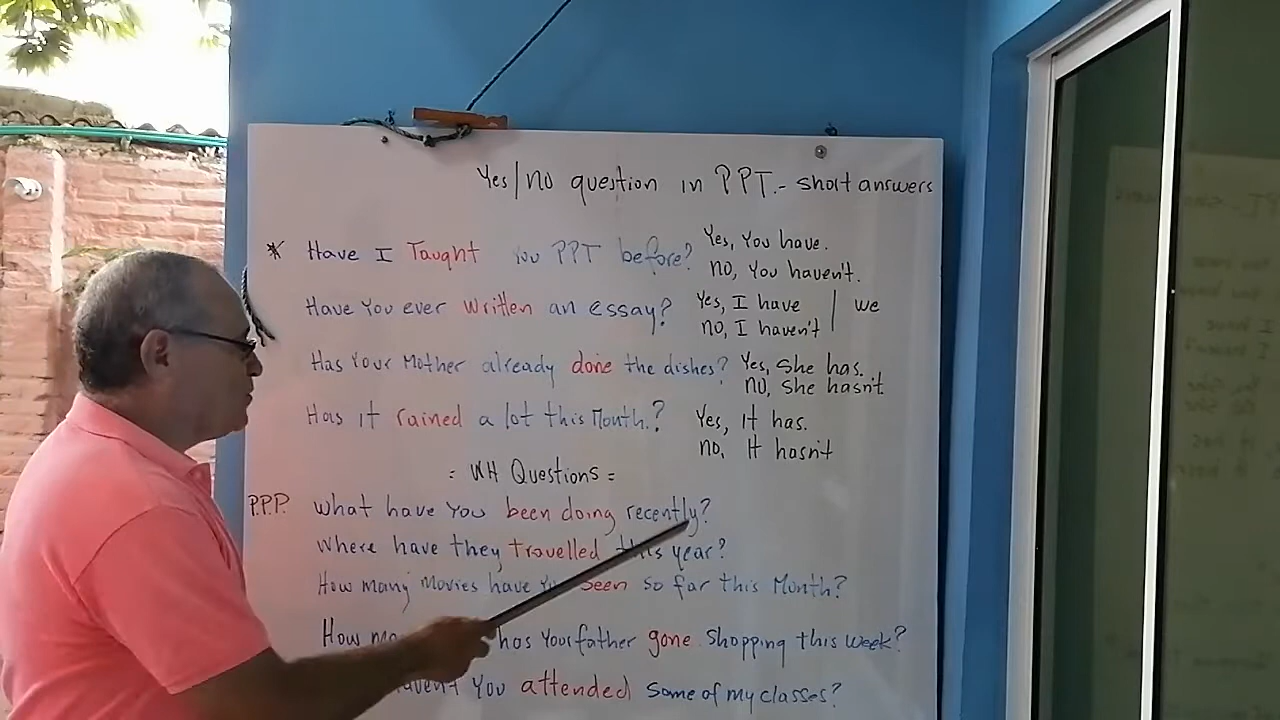 Yes/no question in PPT.- short answers
* Have I Taught You PPT before? Yes, You have.
no, You haven't.
Have You ever written an essay? Yes, I have | we
no, I haven't
Has Your Mother already done the dishes? Yes, She has.
no, She hasn't.
Has it rained a lot this Month.? Yes, It has.
no, It hasn't
= WH Questions =
P.P.P. What have You been doing recently?
Where have they travelled this year?
How many Movies have seen so far this Month?
How has Your father gone shopping this week?
You attended some of my classes?